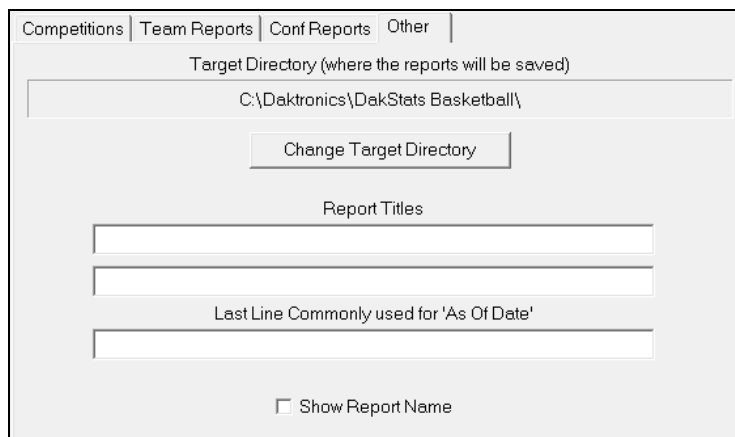 Competitions Team Reports Conf Reports Other
Target Directory (where the reports will be saved)
C:\Daktronics\DakStats Basketball\
Change Target Directory
Report Titles
Last Line Commonly used for 'As Of Date'
Show Report Name